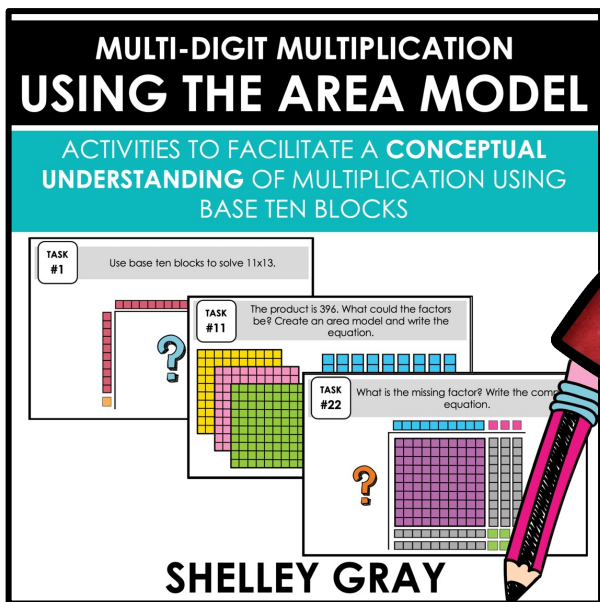 MULTI-DIGIT MULTIPLICATION
USING THE AREA MODEL
ACTIVITIES TO FACILITATE A CONCEPTUAL
UNDERSTANDING OF MULTIPLICATION USING
BASE TEN BLOCKS
TASK
#1
Use base ten blocks to solve 11x13.
?
TASK
#11
The product is 396. What could the factors
be? Create an area model and write the
equation.
TASK
#22
What is the missing factor? Write the
equation.
?
SHELLEY GRAY